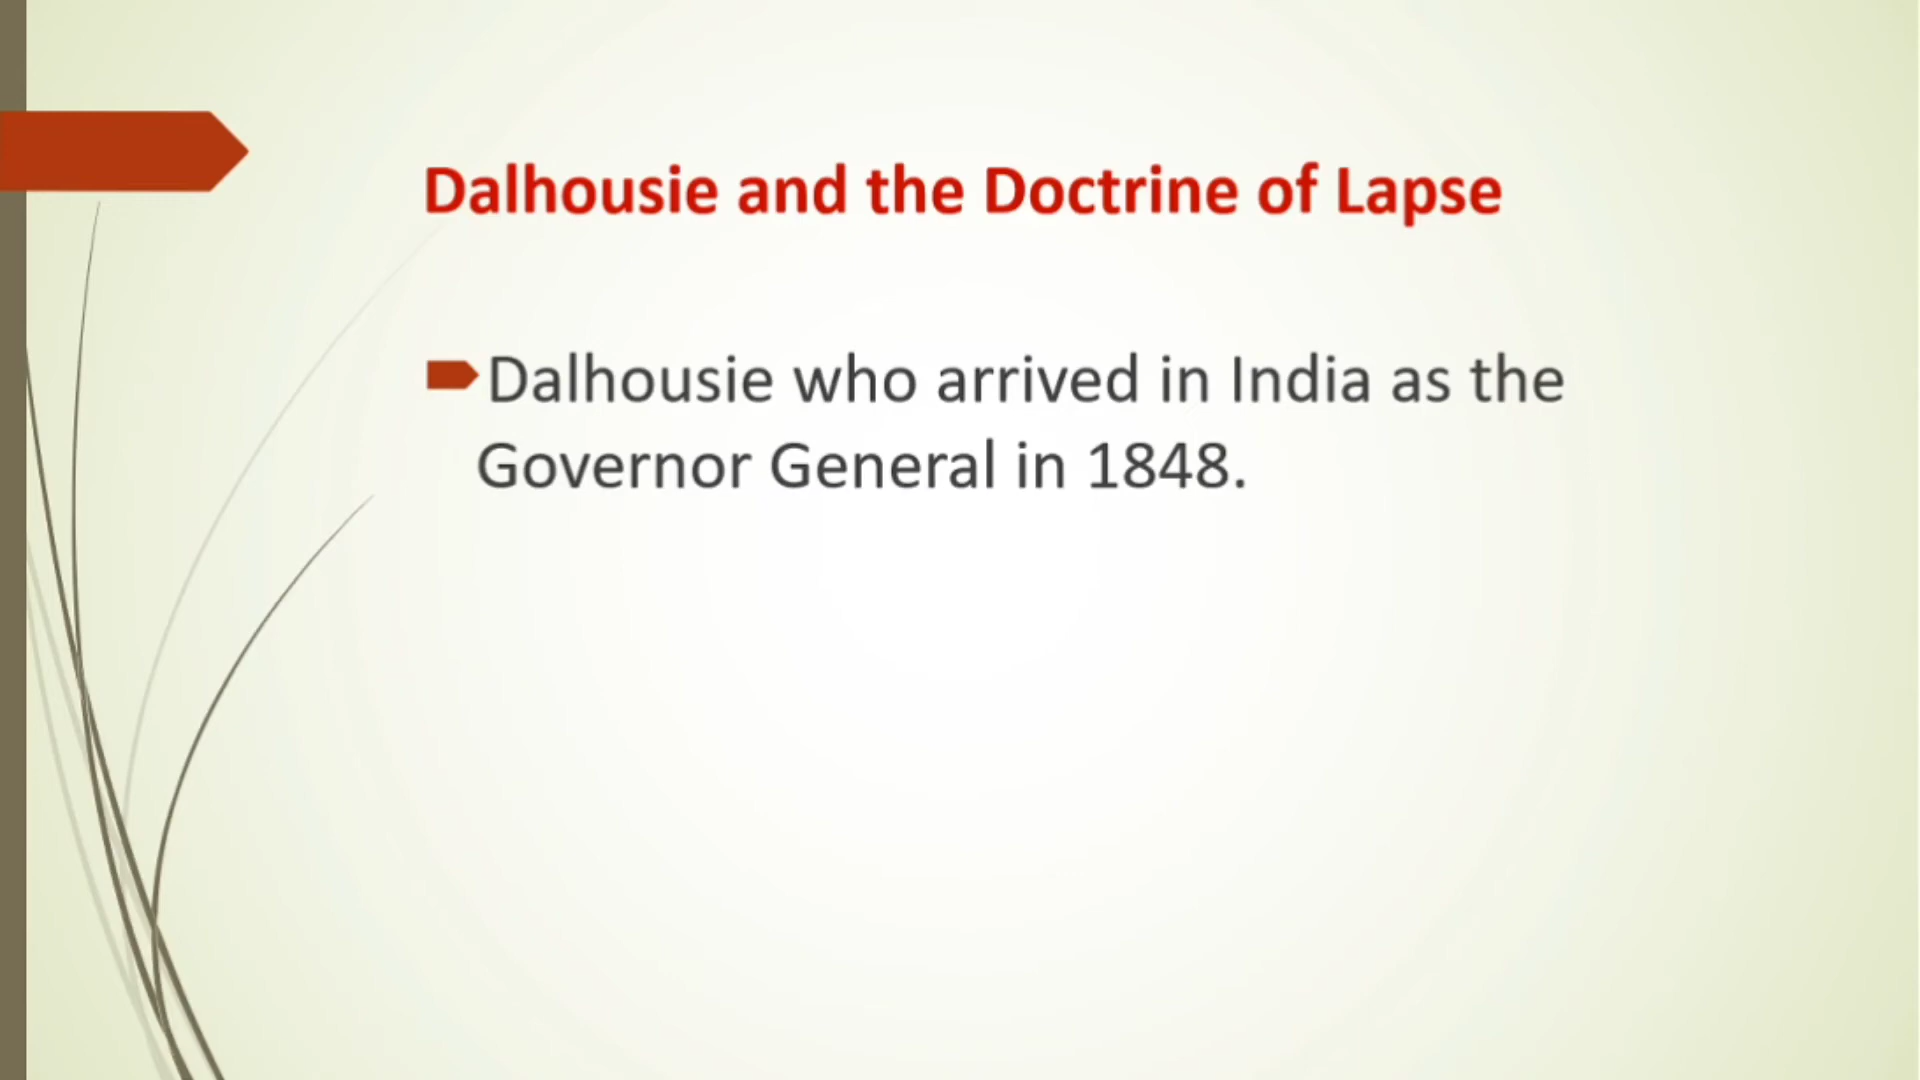 Dalhousie and the Doctrine of Lapse
Dalhousie who arrived in India as the
Governor General in 1848.